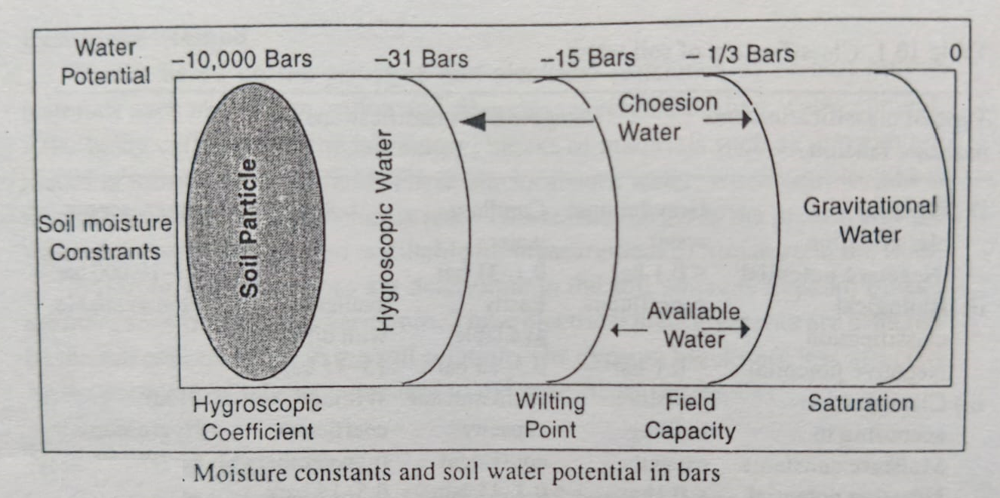 Water
Potential
–10,000 Bars
–31 Bars
–15 Bars
– 1/3 Bars
0
Choesion
Water
Soil Particle
Hygroscopic Water
Soil moisture
Constrants
Gravitational
Water
Available
Water
Hygroscopic
Coefficient
Wilting
Point
Field
Capacity
Saturation
. Moisture constants and soil water potential in bars